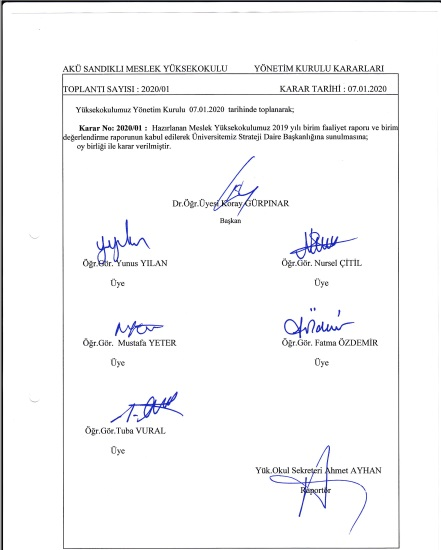 AKÜ SANDIKLI MESLEK YÜKSEKOKULU YÖNETİM KURULU KARARLARI
TOPLANTI SAYISI : 2020/01 KARAR TARİHİ : 07.01.2020
Yüksekokulumuz Yönetim Kurulu 07.01.2020 tarihinde toplanarak;
Karar No: 2020/01 : Hazırlanan Meslek Yüksekokulumuz 2019 yılı birim faaliyet raporu ve birim
değerlendirme raporunun kabul edilerek Üniversitemiz Strateji Daire Başkanlığına sunulmasına;
oy birliği ile karar verilmiştir.
Dr.Öğr.Üyesi Koray GÜRPINAR
Başkan
Öğr.Gör. Yunus YILAN Öğr.Gör. Nursel ÇİTİL
Üye Üye
Öğr.Gör. Mustafa YETER Öğr.Gör. Fatma ÖZDEMİR
Üye Üye
Öğr.Gör.Tuba VURAL
Üye
Yük.Okul Sekreteri Ahmet AYHAN
Raportör